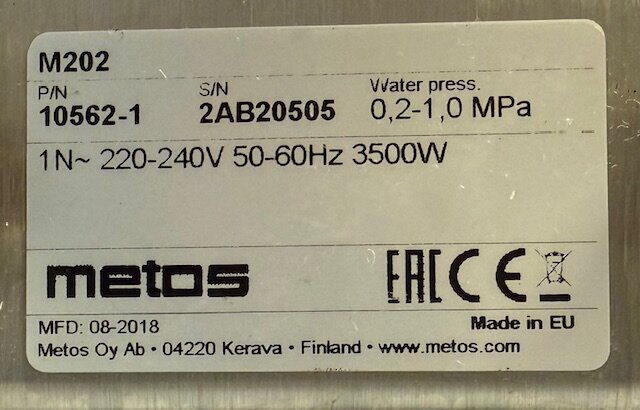 M202
P/N S/N Water press.
10562-1 2AB20505 0,2-1,0 MPa
1N~ 220-240V 50-60Hz 3500W
metos EAC CE
MFD: 08-2018 Made in EU
Metos Oy Ab • 04220 Kerava • Finland • www.metos.com